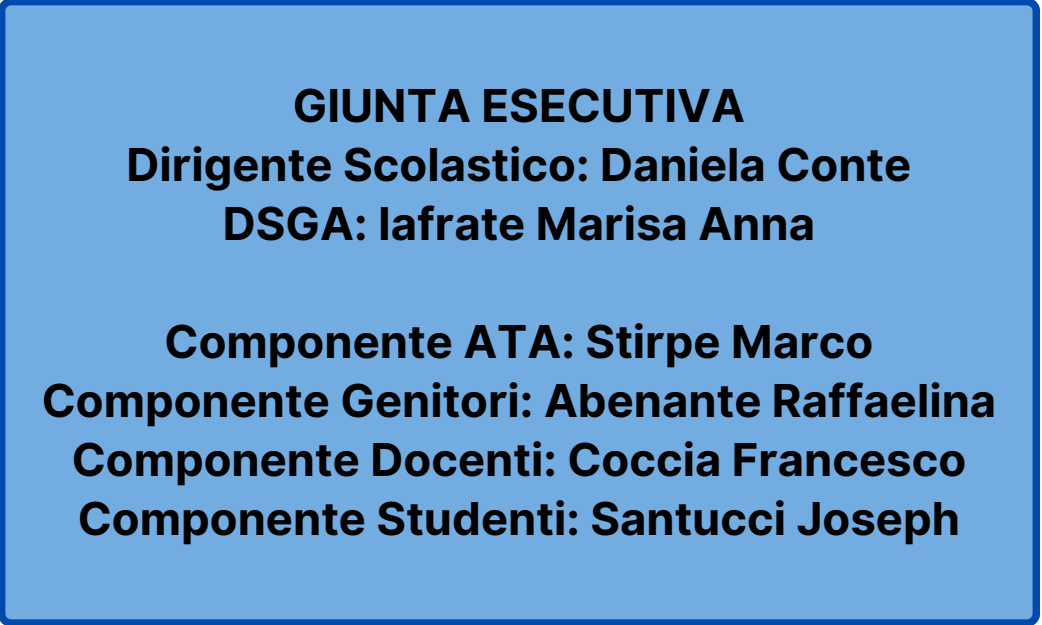 GIUNTA ESECUTIVA
Dirigente Scolastico: Daniela Conte
DSGA: Iafrate Marisa Anna
Componente ATA: Stirpe Marco
Componente Genitori: Abenante Raffaelina
Componente Docenti: Coccia Francesco
Componente Studenti: Santucci Joseph